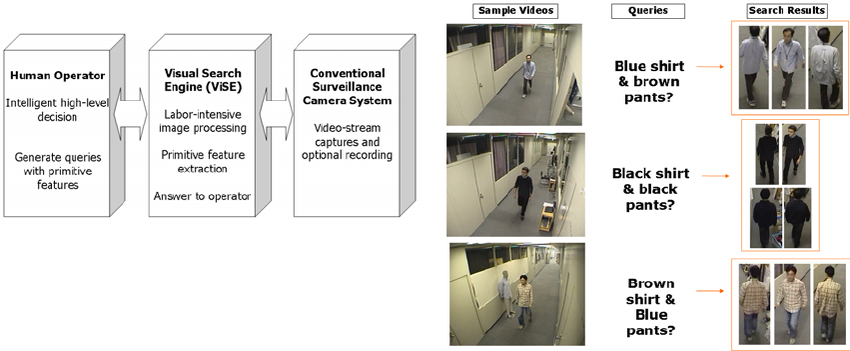 Human Operator
Intelligent high-level
decision
Generate queries
with primitive
features
Visual Search
Engine (ViSE)
Labor-intensive
image processing
Primitive feature
extraction
Answer to operator
Conventional
Surveillance
Camera System
Video-stream
captures and
optional recording
Sample Videos
Queries
Search Results
Blue shirt
& brown
pants?
Black shirt
& black
pants?
Brown
shirt &
Blue
pants?